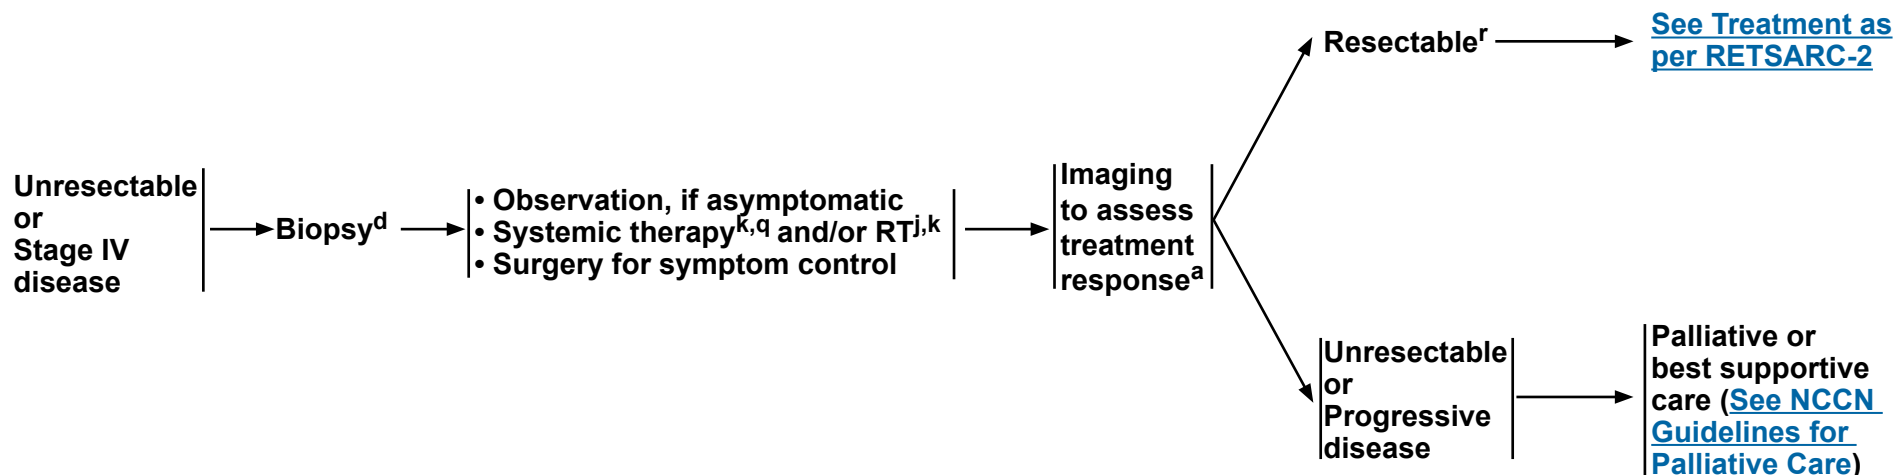 Unresectable
or
Stage IV
disease
Biopsyd
• Observation, if asymptomatic
• Systemic therapyk,q and/or RTj,k
• Surgery for symptom control
Imaging
to assess
treatment
responsea
Resectabler
See Treatment as
per RETSARC-2
Unresectable
or
Progressive
disease
Palliative or
best supportive
care (See NCCN
Guidelines for
Palliative Care)